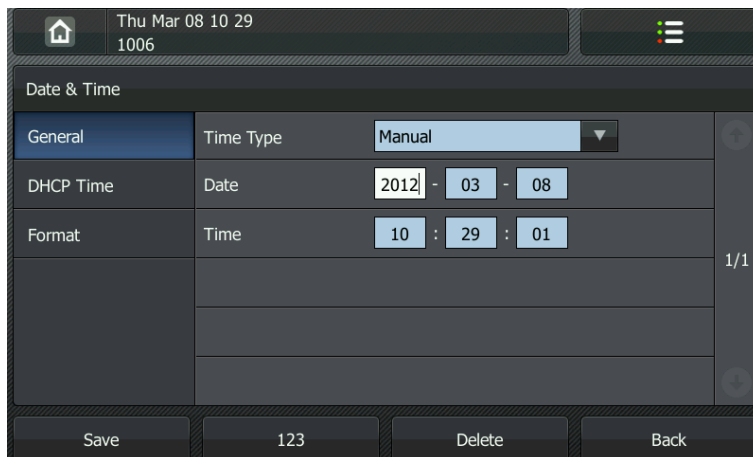 Thu Mar 08 10 29
1006
Date & Time
General
Time Type
Manual
DHCP Time
Date
2012 - 03 - 08
Format
Time
10 : 29 : 01
1/1
Save
123
Delete
Back